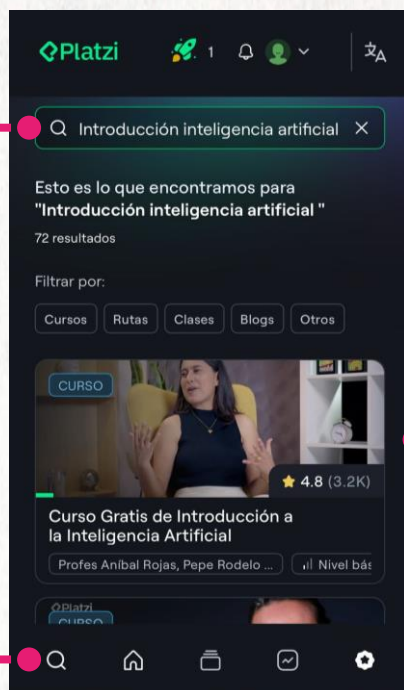 Platzi
1
Introducción inteligencia artificial
Esto es lo que encontramos para
"Introducción inteligencia artificial "
72 resultados
Filtrar por:
Cursos Rutas Clases Blogs Otros
CURSO
4.8 (3.2K)
Curso Gratis de Introducción a
la Inteligencia Artificial
Profes Aníbal Rojas, Pepe Rodelo ... Nivel bás
Platzi
CURSO